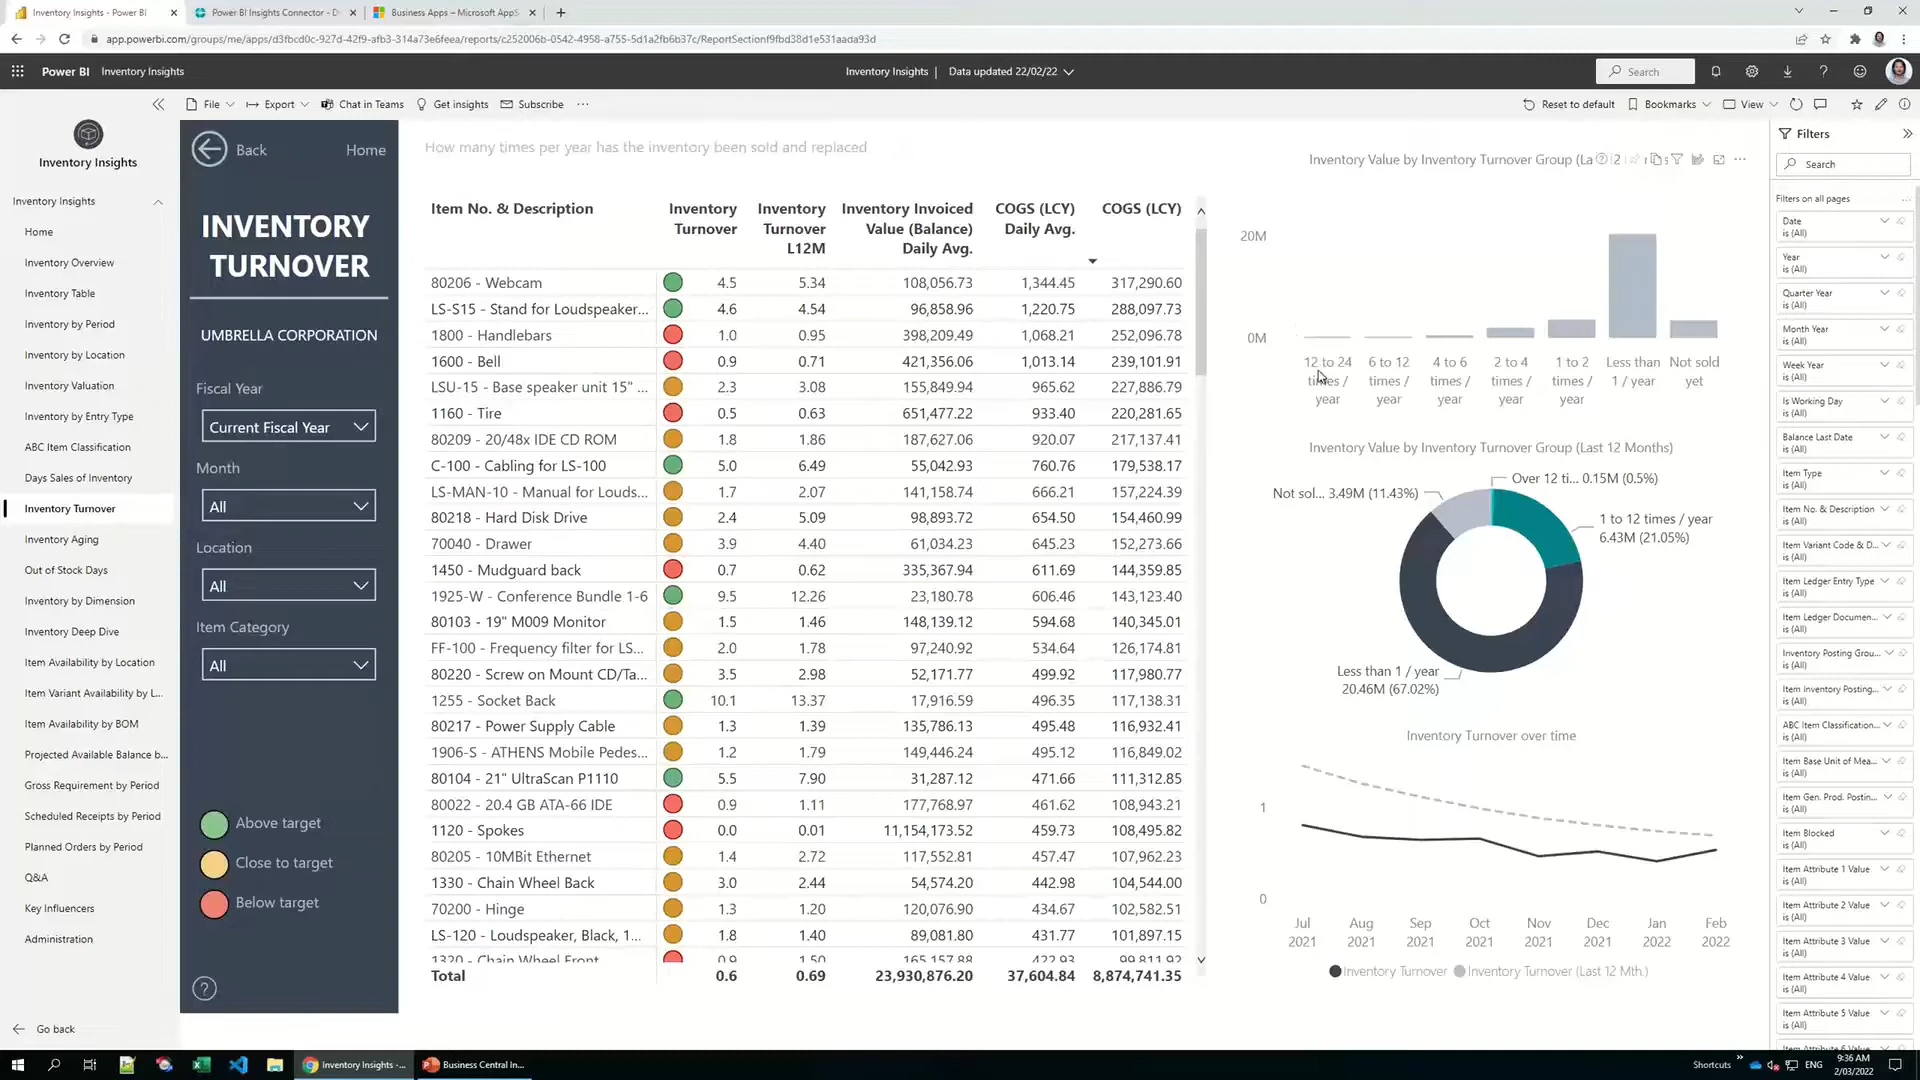 Inventory Insights - Power BI
Power BI Insights Connector - D
Business Apps – Microsoft AppS
app.powerbi.com/groups/me/apps/d3fbcd0c-927d-42f9-afb3-314a73e6feea/reports/c252006b-0542-4958-a755-5d1a2fb6b37c/ReportSectionf9fbd38d1e531aada93d
Power BI Inventory Insights
Inventory Insights | Data updated 22/02/22
Search
File Export Chat in Teams Get insights Subscribe ...
Reset to default Bookmarks View
Inventory Insights
Inventory Insights
Home
Inventory Overview
Inventory Table
Inventory by Period
Inventory by Location
Inventory Valuation
Inventory by Entry Type
ABC Item Classification
Days Sales of Inventory
Inventory Turnover
Inventory Aging
Out of Stock Days
Inventory by Dimension
Inventory Deep Dive
Item Availability by Location
Item Variant Availability by L...
Item Availability by BOM
Projected Available Balance b...
Gross Requirement by Period
Scheduled Receipts by Period
Planned Orders by Period
Q&A
Key Influencers
Administration
Go back
Back Home
INVENTORY
TURNOVER
UMBRELLA CORPORATION
Fiscal Year
Current Fiscal Year
Month
All
Location
All
Item Category
All
Above target
Close to target
Below target
?
How many times per year has the inventory been sold and replaced
Item No. & Description Inventory Turnover Inventory Turnover L12M Inventory Invoiced Value (Balance) Daily Avg. COGS (LCY) Daily Avg. COGS (LCY)
80206 - Webcam 4.5 5.34 108,056.73 1,344.45 317,290.60
LS-S15 - Stand for Loudspeaker... 4.6 4.54 96,858.96 1,220.75 288,097.73
1800 - Handlebars 1.0 0.95 398,209.49 1,068.21 252,096.78
1600 - Bell 0.9 0.71 421,356.06 1,013.14 239,101.91
LSU-15 - Base speaker unit 15" ... 2.3 3.08 155,849.94 965.62 227,886.79
1160 - Tire 0.5 0.63 651,477.22 933.40 220,281.65
80209 - 20/48x IDE CD ROM 1.8 1.86 187,627.06 920.07 217,137.41
C-100 - Cabling for LS-100 5.0 6.49 55,042.93 760.76 179,538.17
LS-MAN-10 - Manual for Louds... 1.7 2.07 141,158.74 666.21 157,224.39
80218 - Hard Disk Drive 2.4 5.09 98,893.72 654.50 154,460.99
70040 - Drawer 3.9 4.40 61,034.23 645.23 152,273.66
1450 - Mudguard back 0.7 0.62 335,367.94 611.69 144,359.85
1925-W - Conference Bundle 1-6 9.5 12.26 23,180.78 606.46 143,123.40
80103 - 19" M009 Monitor 1.5 1.46 148,139.12 594.68 140,345.01
FF-100 - Frequency filter for LS... 2.0 1.78 97,240.92 534.64 126,174.81
80220 - Screw on Mount CD/Ta... 3.5 2.98 52,171.77 499.92 117,980.77
1255 - Socket Back 10.1 13.37 17,916.59 496.35 117,138.31
80217 - Power Supply Cable 1.3 1.39 135,786.13 495.48 116,932.41
1906-S - ATHENS Mobile Pedes... 1.2 1.79 149,446.24 495.12 116,849.02
80104 - 21" UltraScan P1110 5.5 7.90 31,287.12 471.66 111,312.85
80022 - 20.4 GB ATA-66 IDE 0.9 1.11 177,768.97 461.62 108,943.21
1120 - Spokes 0.0 0.01 11,154,173.52 459.73 108,495.82
80205 - 10MBit Ethernet 1.4 2.72 117,552.81 457.47 107,962.23
1330 - Chain Wheel Back 3.0 2.44 54,574.20 442.98 104,544.00
70200 - Hinge 1.3 1.20 120,076.90 434.67 102,582.51
LS-120 - Loudspeaker, Black, 1... 1.8 1.40 89,081.80 431.77 101,897.15
1320 - Chain Wheel Front 0.9 1.50 165,157.88 422.93 99,811.92
Total 0.6 0.69 23,930,876.20 37,604.84 8,874,741.35
Inventory Value by Inventory Turnover Group (La
20M
0M
12 to 24 times / year
6 to 12 times / year
4 to 6 times / year
2 to 4 times / year
1 to 2 times / year
Less than 1 / year
Not sold yet
Inventory Value by Inventory Turnover Group (Last 12 Months)
Over 12 ti... 0.15M (0.5%)
Not sol... 3.49M (11.43%)
1 to 12 times / year
6.43M (21.05%)
Less than 1 / year
20.46M (67.02%)
Inventory Turnover over time
1
0
Jul 2021
Aug 2021
Sep 2021
Oct 2021
Nov 2021
Dec 2021
Jan 2022
Feb 2022
Inventory Turnover Inventory Turnover (Last 12 Mth.)
Filters
Search
Filters on all pages ...
Date
is (All)
Year
is (All)
Quarter Year
is (All)
Month Year
is (All)
Week Year
is (All)
Is Working Day
is (All)
Balance Last Date
is (All)
Item Type
is (All)
Item No. & Description
is (All)
Item Variant Code & D...
is (All)
Item Ledger Entry Type
is (All)
Item Ledger Documen...
is (All)
Inventory Posting Grou...
is (All)
Item Inventory Posting...
is (All)
ABC Item Classification...
is (All)
Item Base Unit of Mea...
is (All)
Item Gen. Prod. Postin...
is (All)
Item Blocked
is (All)
Item Attribute 1 Value
is (All)
Item Attribute 2 Value
is (All)
Item Attribute 3 Value
is (All)
Item Attribute 4 Value
is (All)
Item Attribute 5 Value
is (All)
Inventory Insights -...
Business Central In...
Shortcuts
ENG
9:36 AM
2/03/2022